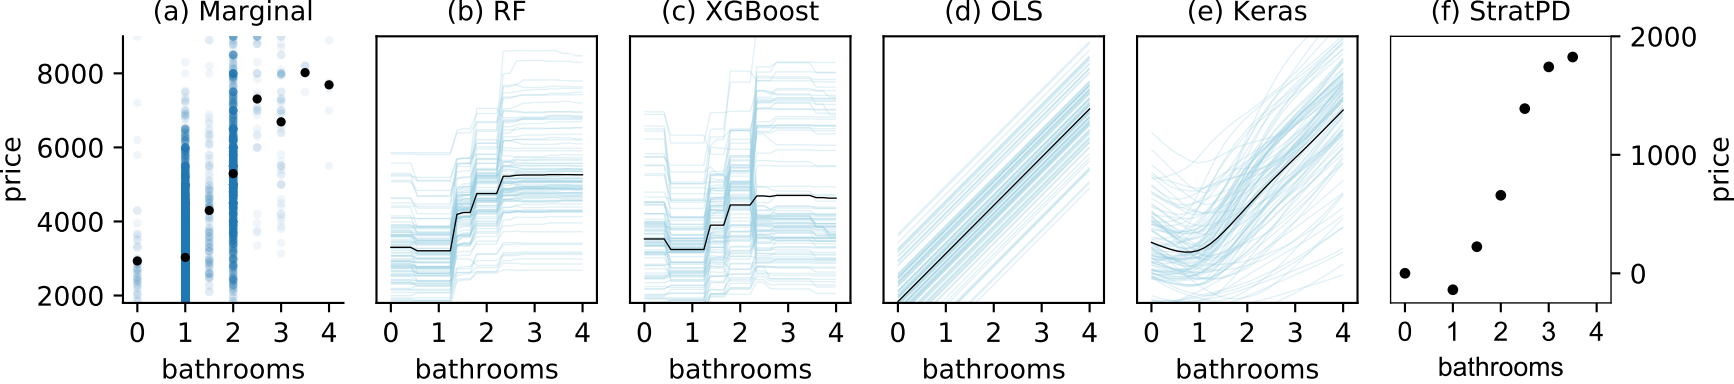 (a) Marginal
(b) RF
(c) XGBoost
(d) OLS
(e) Keras
(f) StratPD
price
8000
6000
4000
2000
0 1 2 3 4
bathrooms
0 1 2 3 4
bathrooms
0 1 2 3 4
bathrooms
0 1 2 3 4
bathrooms
0 1 2 3 4
bathrooms
0 1 2 3 4
bathrooms
2000
1000
0
price